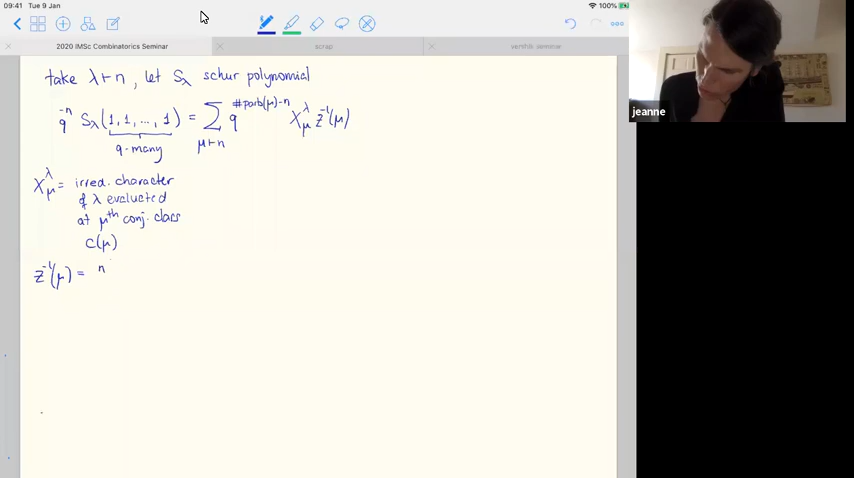 09:41 Tue 9 Jan
100%
2020 IMSc Combinatorics Seminar
scrap
vershik seminar
take λ⊢n, let S_λ schur polynomial
q^{-n} S_λ(1,1,...,1) = Σ_{μ⊢n} q^{#parts(μ)-n} χ^λ_μ z^{-1}(μ)
q-many
χ^λ_μ = irred. character
of λ evaluated
at μ^{th} conj. class
C(μ)
z^{-1}(μ) = n
jeanne